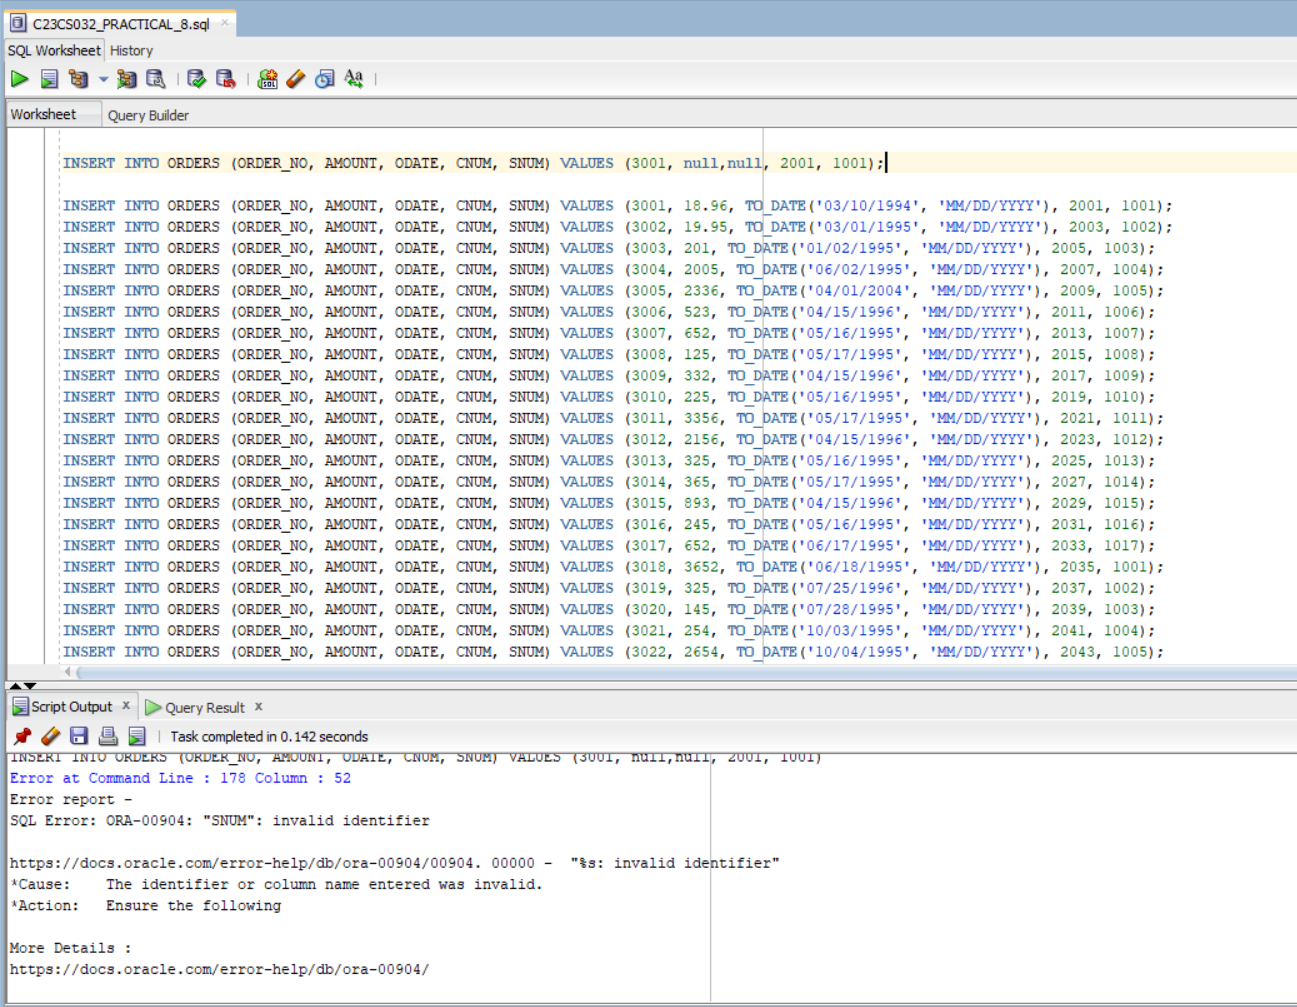 C23CS032_PRACTICAL_8.sql
SQL Worksheet History
Worksheet Query Builder
INSERT INTO ORDERS (ORDER_NO, AMOUNT, ODATE, CNUM, SNUM) VALUES (3001, null,null, 2001, 1001);
INSERT INTO ORDERS (ORDER_NO, AMOUNT, ODATE, CNUM, SNUM) VALUES (3001, 18.96, TO_DATE('03/10/1994', 'MM/DD/YYYY'), 2001, 1001);
INSERT INTO ORDERS (ORDER_NO, AMOUNT, ODATE, CNUM, SNUM) VALUES (3002, 19.95, TO_DATE('03/01/1995', 'MM/DD/YYYY'), 2003, 1002);
INSERT INTO ORDERS (ORDER_NO, AMOUNT, ODATE, CNUM, SNUM) VALUES (3003, 201, TO_DATE('01/02/1995', 'MM/DD/YYYY'), 2005, 1003);
INSERT INTO ORDERS (ORDER_NO, AMOUNT, ODATE, CNUM, SNUM) VALUES (3004, 2005, TO_DATE('06/02/1995', 'MM/DD/YYYY'), 2007, 1004);
INSERT INTO ORDERS (ORDER_NO, AMOUNT, ODATE, CNUM, SNUM) VALUES (3005, 2336, TO_DATE('04/01/2004', 'MM/DD/YYYY'), 2009, 1005);
INSERT INTO ORDERS (ORDER_NO, AMOUNT, ODATE, CNUM, SNUM) VALUES (3006, 523, TO_DATE('04/15/1996', 'MM/DD/YYYY'), 2011, 1006);
INSERT INTO ORDERS (ORDER_NO, AMOUNT, ODATE, CNUM, SNUM) VALUES (3007, 652, TO_DATE('05/16/1995', 'MM/DD/YYYY'), 2013, 1007);
INSERT INTO ORDERS (ORDER_NO, AMOUNT, ODATE, CNUM, SNUM) VALUES (3008, 125, TO_DATE('05/17/1995', 'MM/DD/YYYY'), 2015, 1008);
INSERT INTO ORDERS (ORDER_NO, AMOUNT, ODATE, CNUM, SNUM) VALUES (3009, 332, TO_DATE('04/15/1996', 'MM/DD/YYYY'), 2017, 1009);
INSERT INTO ORDERS (ORDER_NO, AMOUNT, ODATE, CNUM, SNUM) VALUES (3010, 225, TO_DATE('05/16/1995', 'MM/DD/YYYY'), 2019, 1010);
INSERT INTO ORDERS (ORDER_NO, AMOUNT, ODATE, CNUM, SNUM) VALUES (3011, 3356, TO_DATE('05/17/1995', 'MM/DD/YYYY'), 2021, 1011);
INSERT INTO ORDERS (ORDER_NO, AMOUNT, ODATE, CNUM, SNUM) VALUES (3012, 2156, TO_DATE('04/15/1996', 'MM/DD/YYYY'), 2023, 1012);
INSERT INTO ORDERS (ORDER_NO, AMOUNT, ODATE, CNUM, SNUM) VALUES (3013, 325, TO_DATE('05/16/1995', 'MM/DD/YYYY'), 2025, 1013);
INSERT INTO ORDERS (ORDER_NO, AMOUNT, ODATE, CNUM, SNUM) VALUES (3014, 365, TO_DATE('05/17/1995', 'MM/DD/YYYY'), 2027, 1014);
INSERT INTO ORDERS (ORDER_NO, AMOUNT, ODATE, CNUM, SNUM) VALUES (3015, 893, TO_DATE('04/15/1996', 'MM/DD/YYYY'), 2029, 1015);
INSERT INTO ORDERS (ORDER_NO, AMOUNT, ODATE, CNUM, SNUM) VALUES (3016, 245, TO_DATE('05/16/1995', 'MM/DD/YYYY'), 2031, 1016);
INSERT INTO ORDERS (ORDER_NO, AMOUNT, ODATE, CNUM, SNUM) VALUES (3017, 652, TO_DATE('06/17/1995', 'MM/DD/YYYY'), 2033, 1017);
INSERT INTO ORDERS (ORDER_NO, AMOUNT, ODATE, CNUM, SNUM) VALUES (3018, 3652, TO_DATE('06/18/1995', 'MM/DD/YYYY'), 2035, 1001);
INSERT INTO ORDERS (ORDER_NO, AMOUNT, ODATE, CNUM, SNUM) VALUES (3019, 325, TO_DATE('07/25/1996', 'MM/DD/YYYY'), 2037, 1002);
INSERT INTO ORDERS (ORDER_NO, AMOUNT, ODATE, CNUM, SNUM) VALUES (3020, 145, TO_DATE('07/28/1995', 'MM/DD/YYYY'), 2039, 1003);
INSERT INTO ORDERS (ORDER_NO, AMOUNT, ODATE, CNUM, SNUM) VALUES (3021, 254, TO_DATE('10/03/1995', 'MM/DD/YYYY'), 2041, 1004);
INSERT INTO ORDERS (ORDER_NO, AMOUNT, ODATE, CNUM, SNUM) VALUES (3022, 2654, TO_DATE('10/04/1995', 'MM/DD/YYYY'), 2043, 1005);
Script Output x Query Result x
Task completed in 0.142 seconds
INSERT INTO ORDERS (ORDER_NO, AMOUNT, ODATE, CNUM, SNUM) VALUES (3001, null,null, 2001, 1001)
Error at Command Line : 178 Column : 52
Error report -
SQL Error: ORA-00904: "SNUM": invalid identifier
https://docs.oracle.com/error-help/db/ora-00904/00904. 00000 - "%s: invalid identifier"
*Cause: The identifier or column name entered was invalid.
*Action: Ensure the following
More Details :
https://docs.oracle.com/error-help/db/ora-00904/